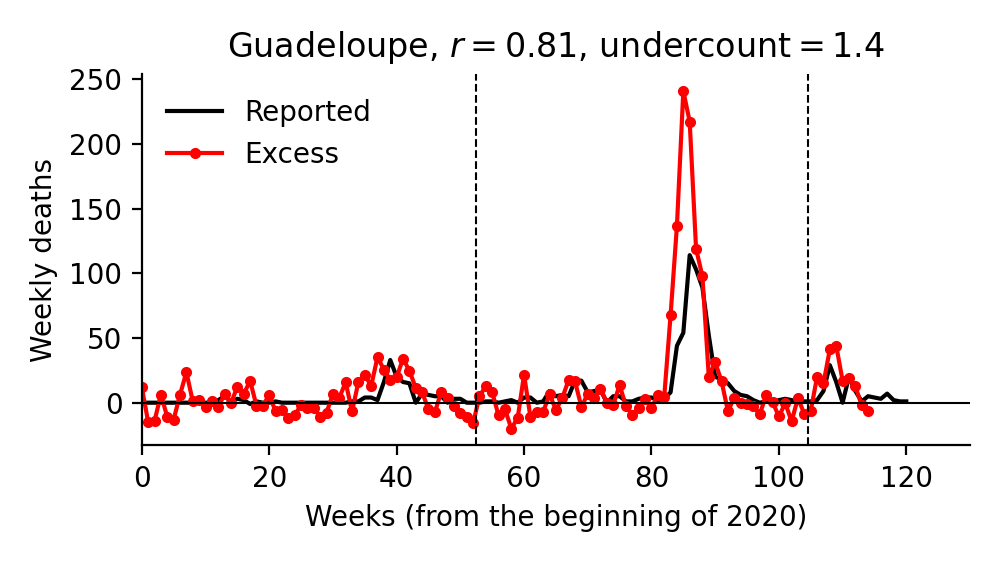 Guadeloupe, r = 0.81, undercount = 1.4
250
200
150
100
50
0
Weekly deaths
Reported
Excess
0 20 40 60 80 100 120
Weeks (from the beginning of 2020)